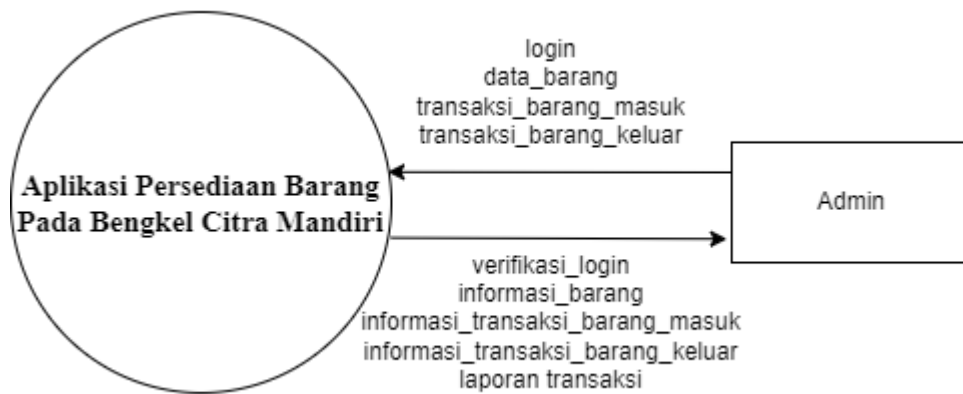 login
data_barang
transaksi_barang_masuk
transaksi_barang_keluar
Aplikasi Persediaan Barang
Pada Bengkel Citra Mandiri
Admin
verifikasi_login
informasi_barang
informasi_transaksi_barang_masuk
informasi_transaksi_barang_keluar
laporan transaksi